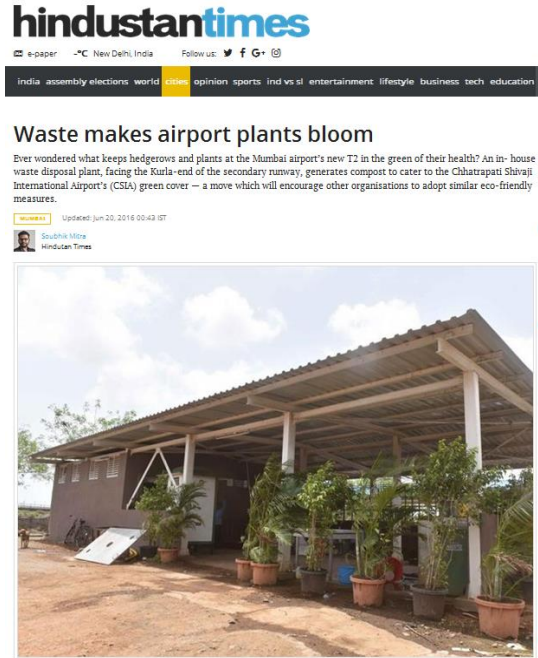 hindustantimes
e-paper -°C New Delhi, India Follow us: G+
india assembly elections world cities opinion sports ind vs sl entertainment lifestyle business tech education
Waste makes airport plants bloom
Ever wondered what keeps hedgerows and plants at the Mumbai airport's new T2 in the green of their health? An in- house
waste disposal plant, facing the Kurla-end of the secondary runway, generates compost to cater to the Chhatrapati Shivaji
International Airport's (CSIA) green cover — a move which will encourage other organisations to adopt similar eco-friendly
measures.
MUMBAI Updated: Jun 20, 2016 00:43 IST
Soubhik Mitra
Hindutan Times